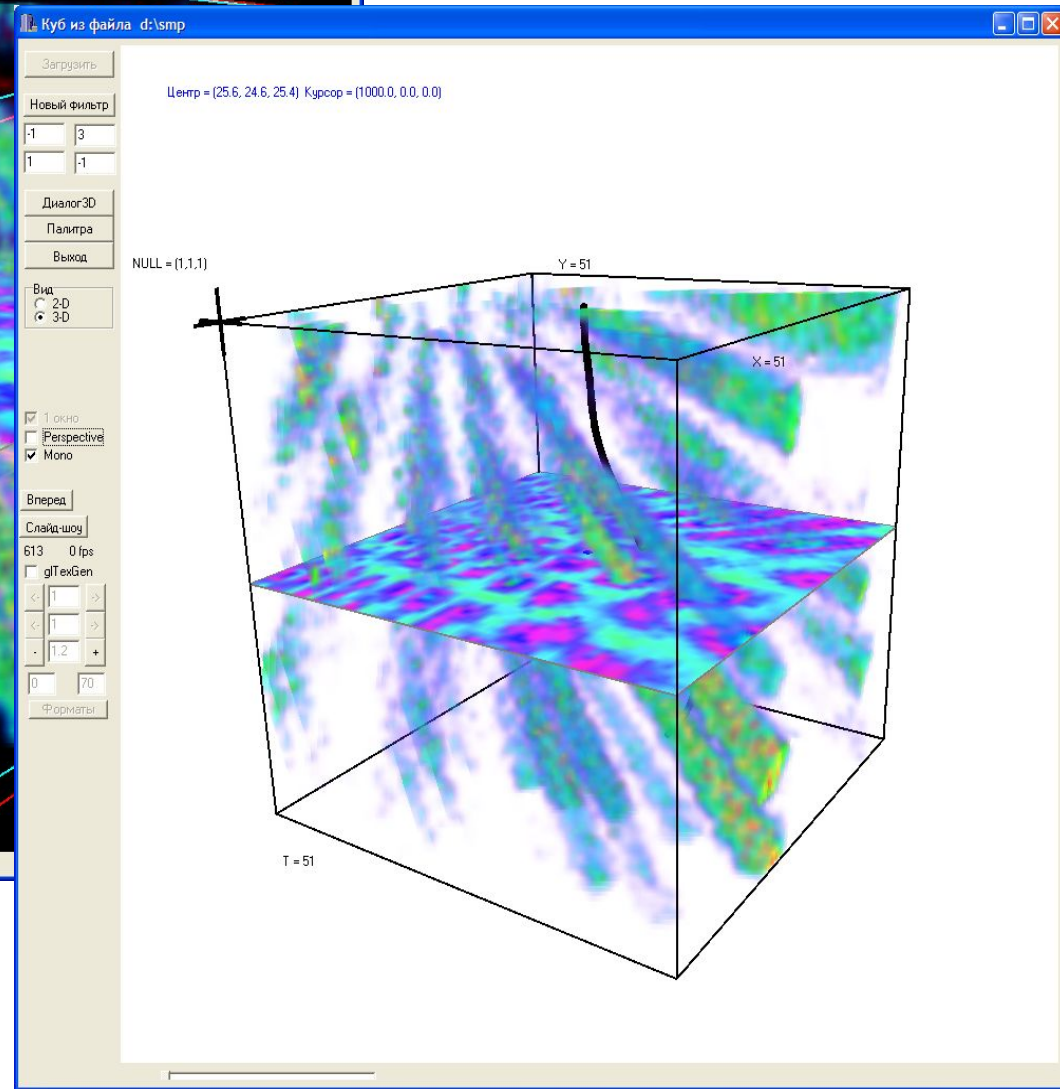 Куб из файла d:\smp
Загрузить
Новый фильтр
-1 3
1 -1
Диалог3D
Палитра
Выход
Вид
2-D
3-D
1 окно
Perspective
Mono
Вперед
Слайд-шоу
613 0 fps
glTexGen
<- 1 ->
<- 1 ->
- 1.2 +
0 70
Форматы
Центр = (25.6, 24.6, 25.4) Курсор = (1000.0, 0.0, 0.0)
NULL = (1,1,1)
Y = 51
X = 51
T = 51